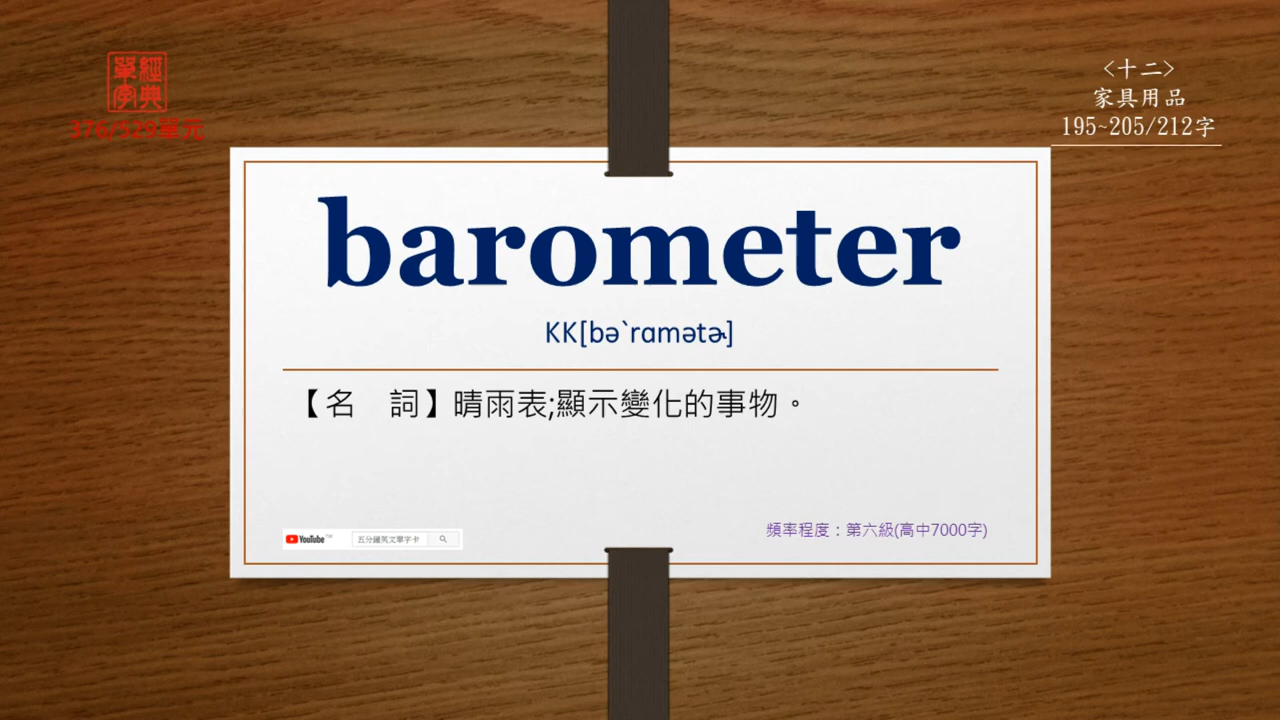 經典
單字
376/529單元
<十二>
家具用品
195~205/212字
barometer
KK[bəˋrɑmətɚ]
【名　詞】晴雨表;顯示變化的事物。
頻率程度：第六級(高中7000字)
YouTube TW
五分鐘英文單字卡